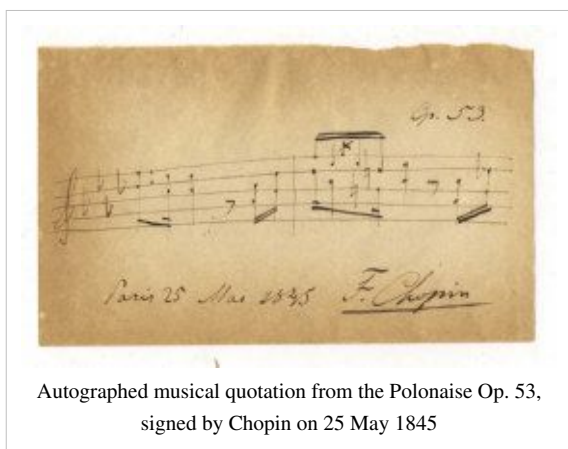 Op. 53.
Paris 25 Mai 1845 F. Chopin
Autographed musical quotation from the Polonaise Op. 53,
signed by Chopin on 25 May 1845